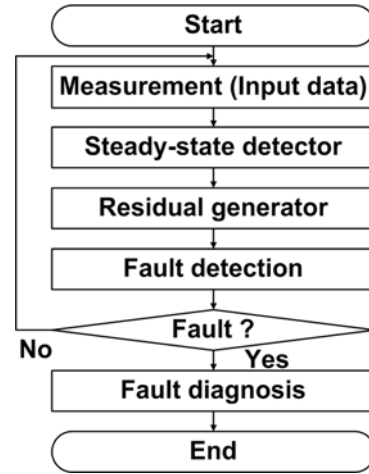 Start
Measurement (Input data)
Steady-state detector
Residual generator
Fault detection
Fault ?
No
Yes
Fault diagnosis
End